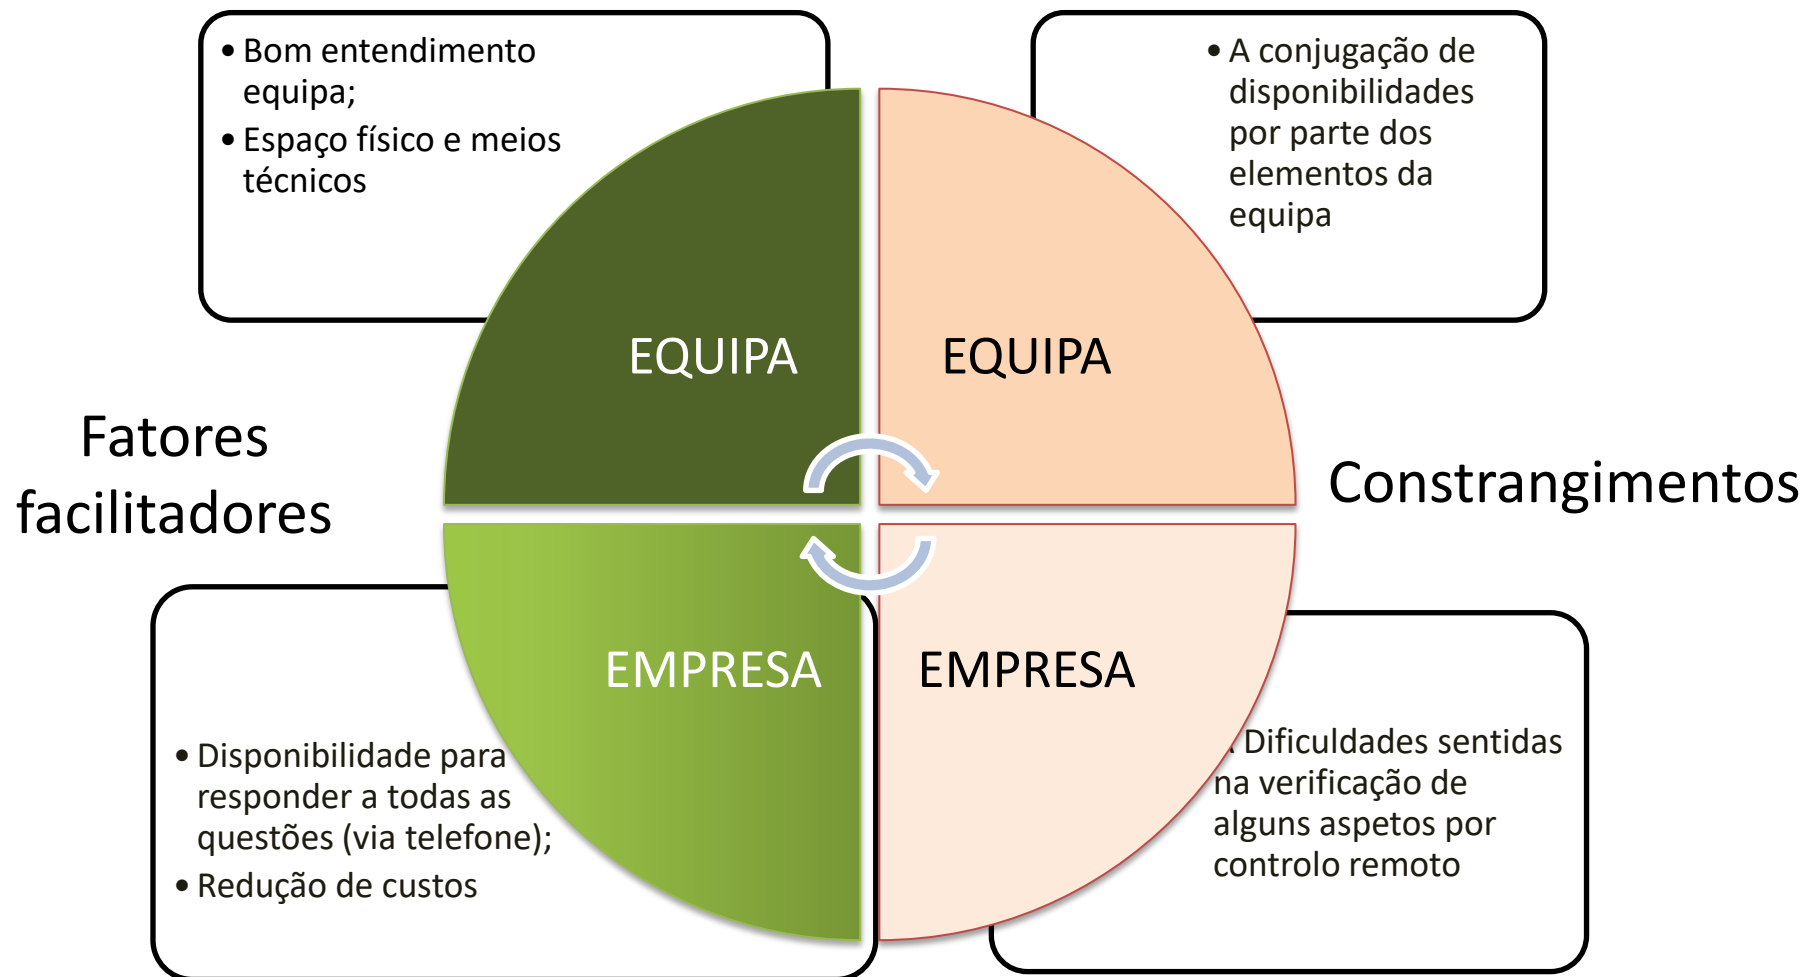 • Bom entendimento
equipa;
• Espaço físico e meios
técnicos
• A conjugação de
disponibilidades
por parte dos
elementos da
equipa
EQUIPA
EQUIPA
Fatores
facilitadores
Constrangimentos
EMPRESA
EMPRESA
• Disponibilidade para
responder a todas as
questões (via telefone);
• Redução de custos
Dificuldades sentidas
na verificação de
alguns aspetos por
controlo remoto